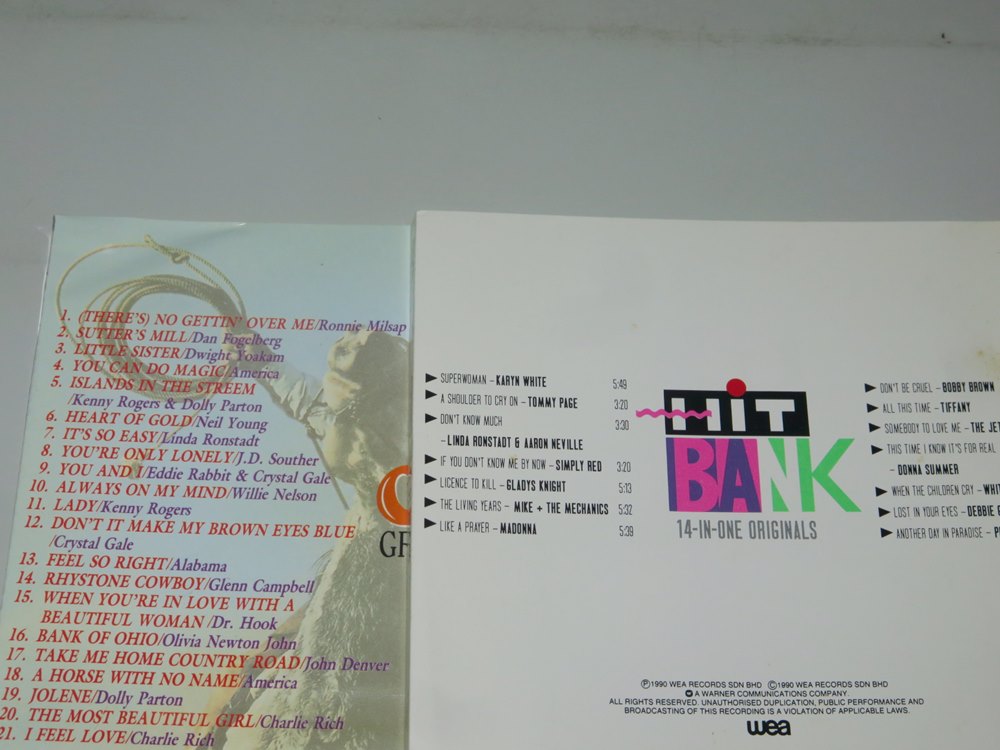 1. (THERE'S) NO GETTIN' OVER ME/Ronnie Milsap
2. SUTTER'S MILL/Dan Fogelberg
3. LITTLE SISTER/Dwight Yoakam
4. YOU CAN DO MAGIC/America
5. ISLANDS IN THE STREEM
/Kenny Rogers & Dolly Parton
6. HEART OF GOLD/Neil Young
7. IT'S SO EASY/Linda Ronstadt
8. YOU'RE ONLY LONELY/J.D. Souther
9. YOU AND I/Eddie Rabbit & Crystal Gale
10. ALWAYS ON MY MIND/Willie Nelson
11. LADY/Kenny Rogers
12. DON'T IT MAKE MY BROWN EYES BLUE
/Crystal Gale
13. FEEL SO RIGHT/Alabama
14. RHYSTONE COWBOY/Glenn Campbell
15. WHEN YOU'RE IN LOVE WITH A
BEAUTIFUL WOMAN/Dr. Hook
16. BANK OF OHIO/Olivia Newton John
17. TAKE ME HOME COUNTRY ROAD/John Denver
18. A HORSE WITH NO NAME/America
19. JOLENE/Dolly Parton
20. THE MOST BEAUTIFUL GIRL/Charlie Rich
21. I FEEL LOVE/Charlie Rich
SUPERWOMAN – KARYN WHITE 5:49
A SHOULDER TO CRY ON – TOMMY PAGE 3:20
DON'T KNOW MUCH 3:30
– LINDA RONSTADT & AARON NEVILLE
IF YOU DON'T KNOW ME BY NOW – SIMPLY RED 3:20
LICENCE TO KILL – GLADYS KNIGHT 5:13
THE LIVING YEARS – MIKE + THE MECHANICS 5:32
LIKE A PRAYER – MADONNA 5:39
HiT
BANK
14-IN-ONE ORIGINALS
DON'T BE CRUEL – BOBBY BROWN
ALL THIS TIME – TIFFANY
SOMEBODY TO LOVE ME – THE JET
THIS TIME I KNOW IT'S FOR REAL
– DONNA SUMMER
WHEN THE CHILDREN CRY – WHI
LOST IN YOUR EYES – DEBBIE G
ANOTHER DAY IN PARADISE – P
Ⓟ1990 WEA RECORDS SDN BHD ©1990 WEA RECORDS SDN BHD
A WARNER COMMUNICATIONS COMPANY.
ALL RIGHTS RESERVED. UNAUTHORISED DUPLICATION, PUBLIC PERFORMANCE AND
BROADCASTING OF THIS RECORDING IS A VIOLATION OF APPLICABLE LAWS.
wea